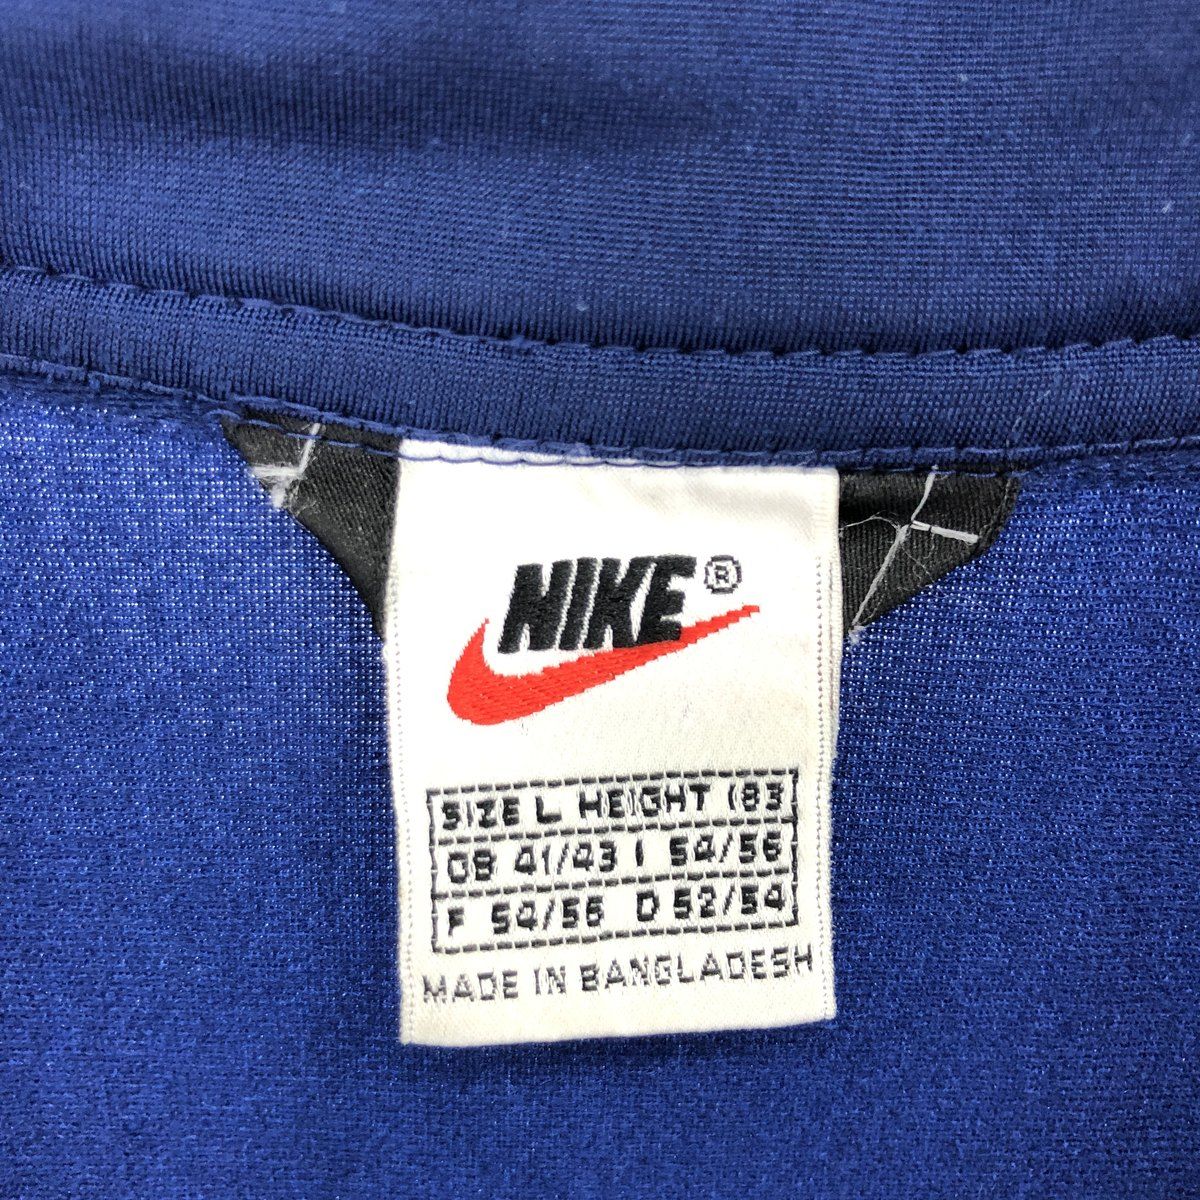 NIKE®
SIZE L HEIGHT 183
GB 41/43 I 54/56
F 54/56 D 52/54
MADE IN BANGLADESH